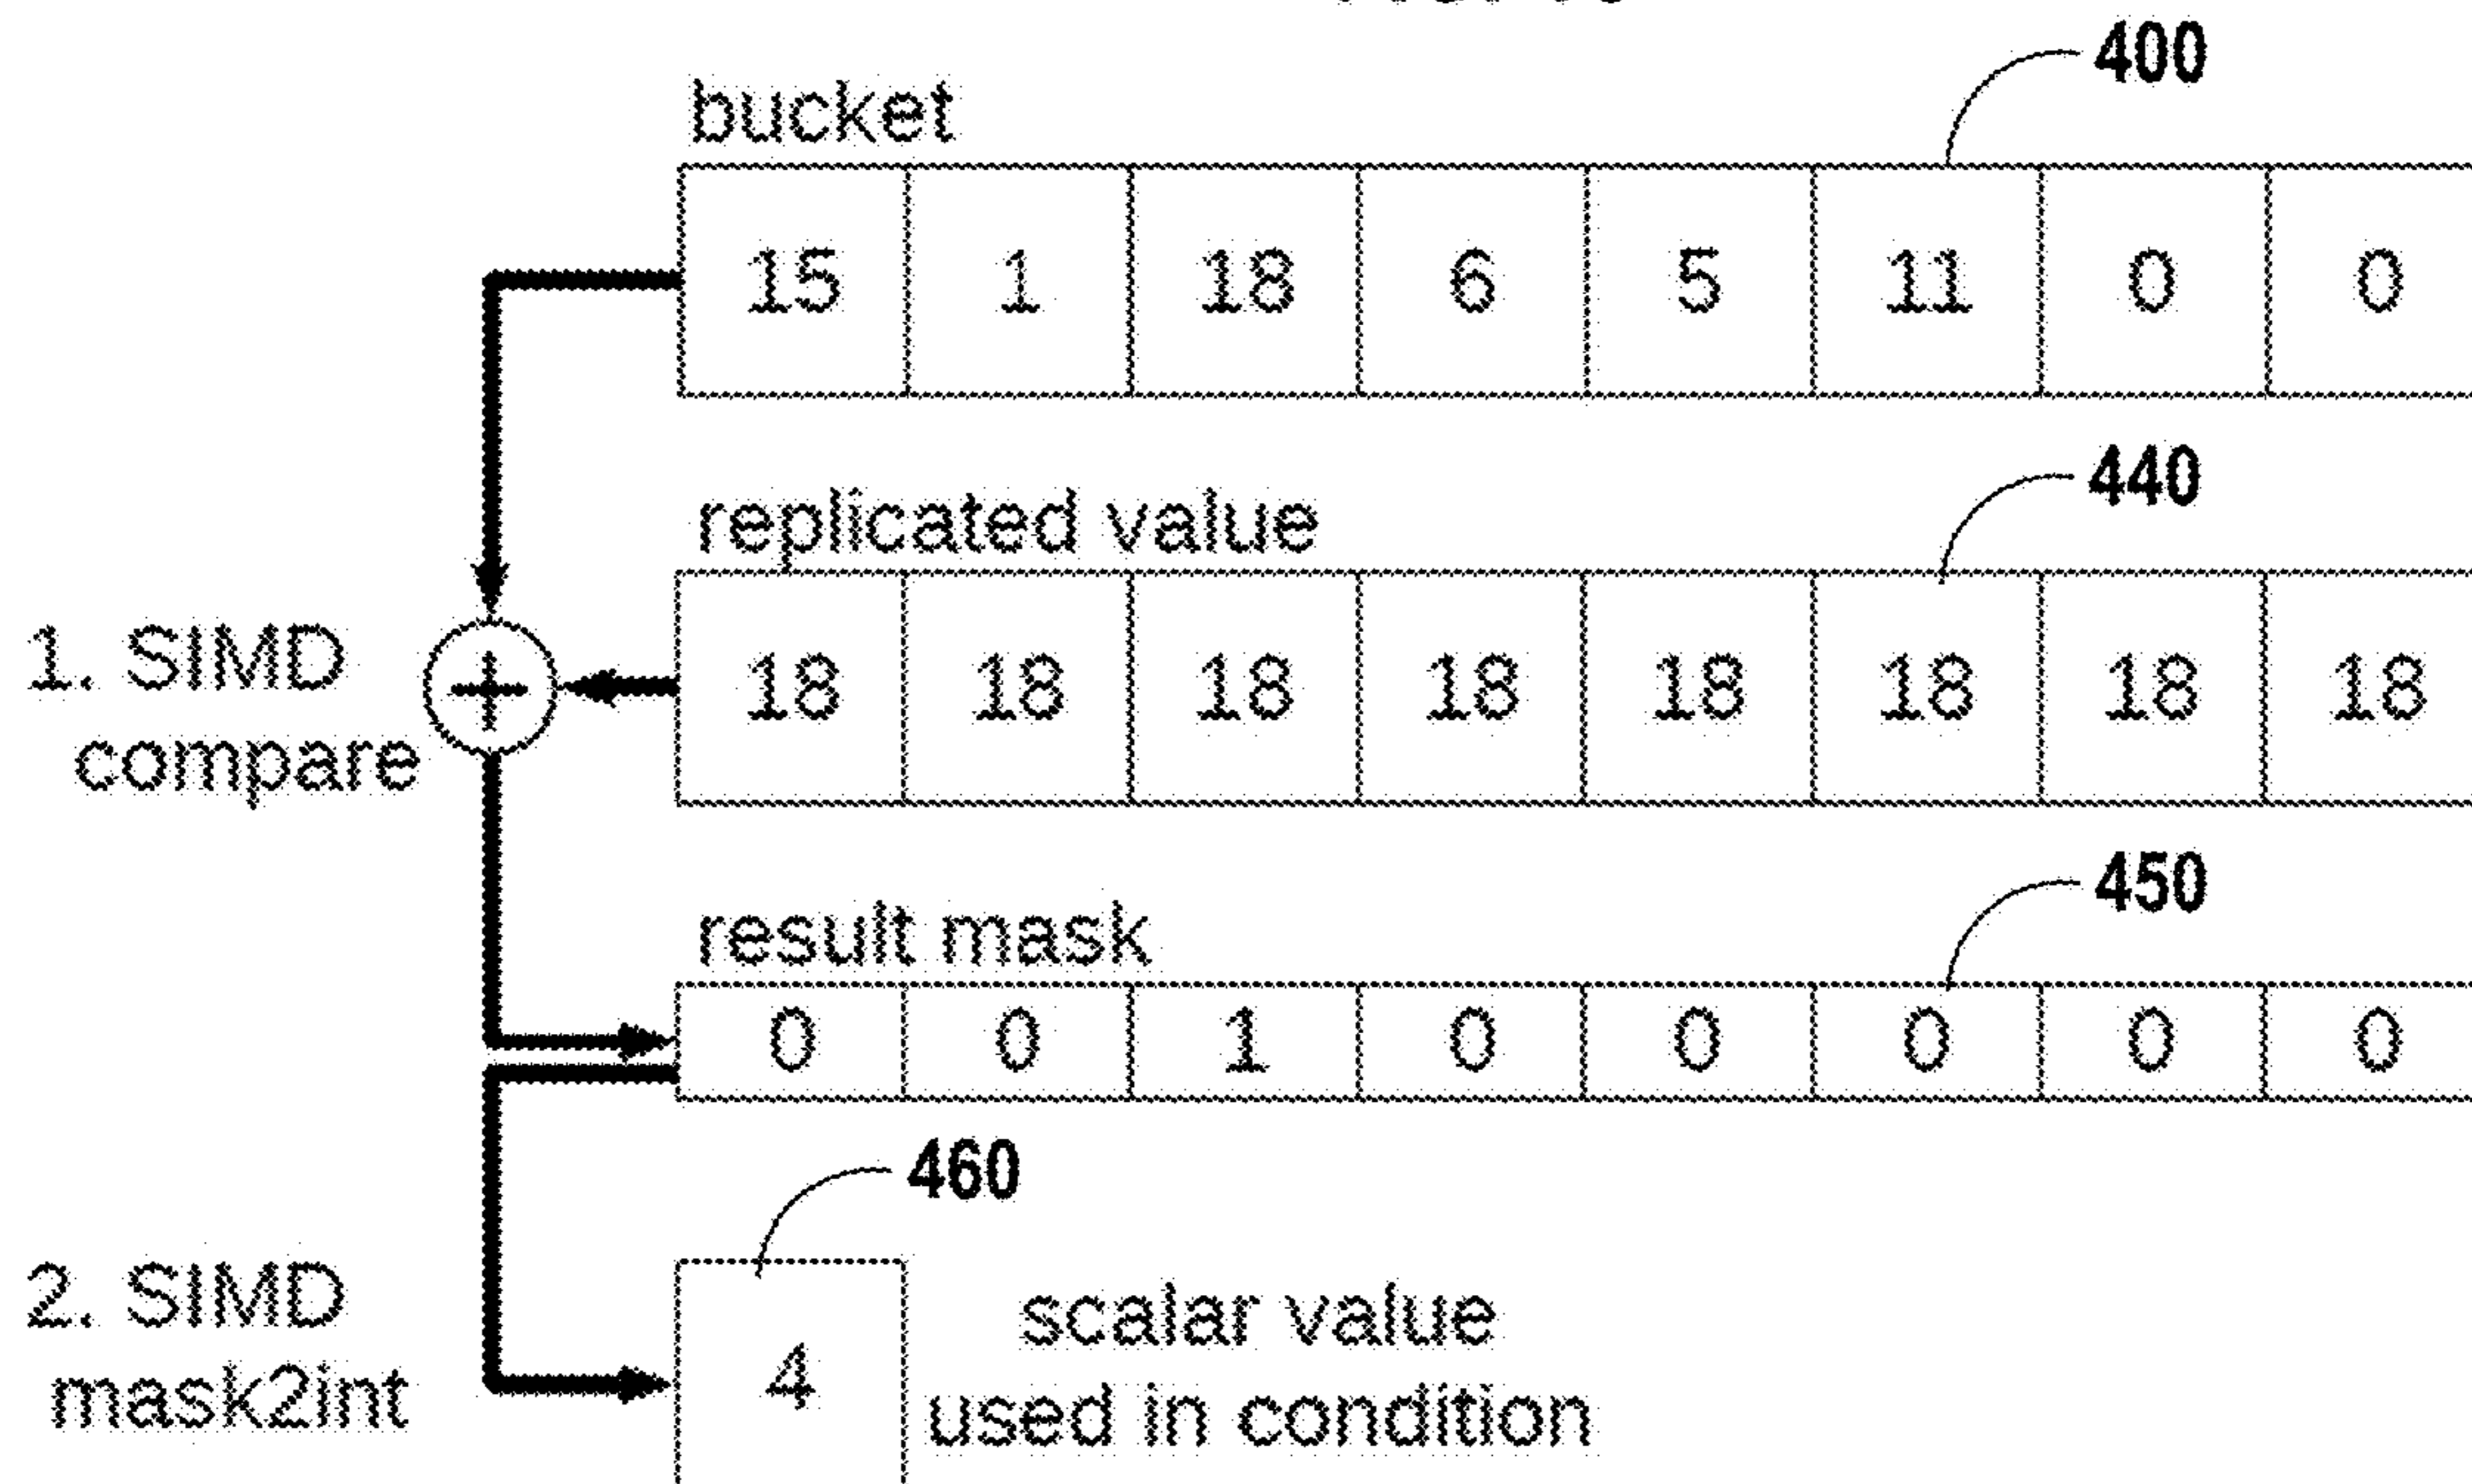 400
bucket
15 1 18 6 5 11 0 0
440
replicated value
1. SIMD
compare
18 18 18 18 18 18 18 18
450
result mask
0 0 1 0 0 0 0 0
460
2. SIMD
mask2int
4
scalar value
used in condition